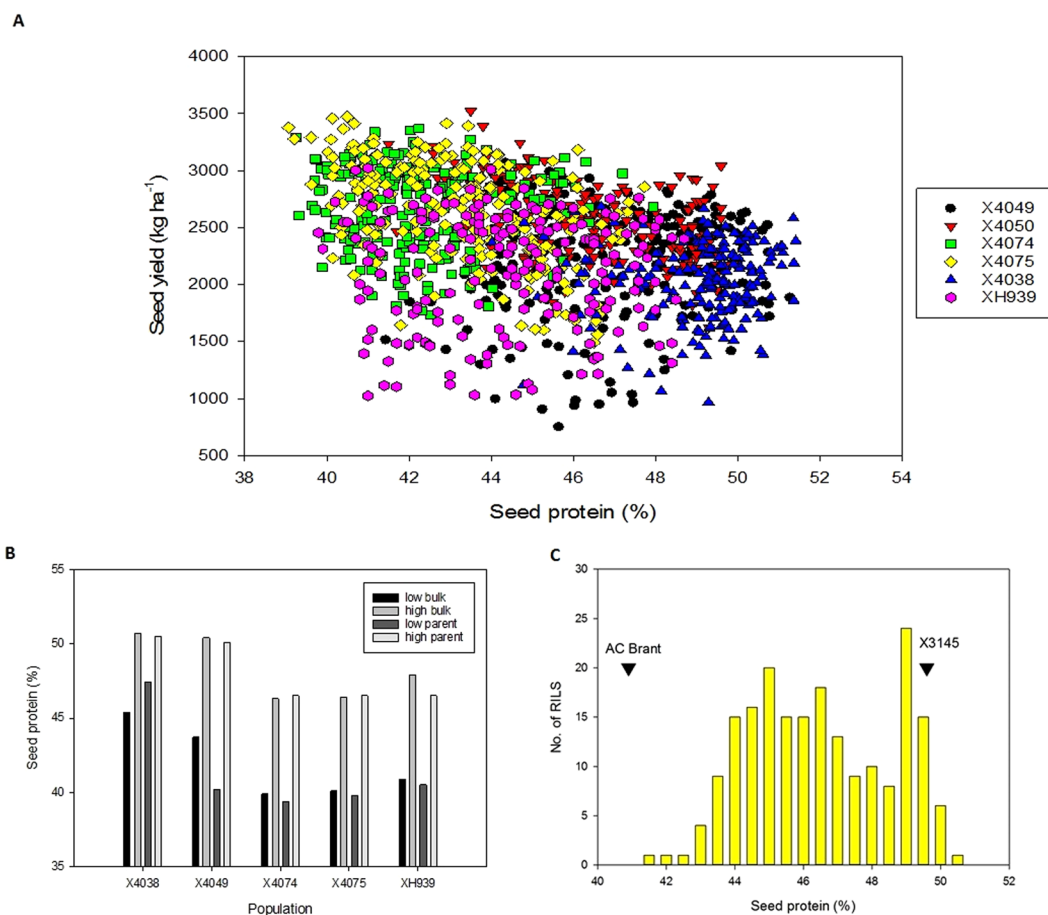 A
Seed yield (kg ha⁻¹)
4000
3500
3000
2500
2000
1500
1000
500
38 40 42 44 46 48 50 52 54
Seed protein (%)
X4049
X4050
X4074
X4075
X4038
XH939
B
Seed protein (%)
55
50
45
40
35
low bulk
high bulk
low parent
high parent
X4038 X4049 X4074 X4075 XH939
Population
C
No. of RILS
30
25
20
15
10
5
0
AC Brant
X3145
40 42 44 46 48 50 52
Seed protein (%)